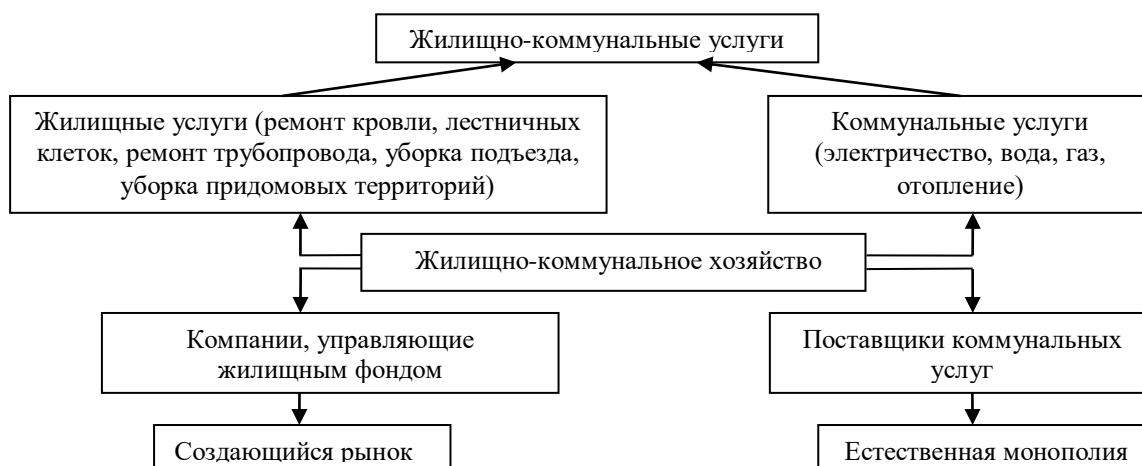 Жилищно-коммунальные услуги
Жилищные услуги (ремонт кровли, лестничных
клеток, ремонт трубопровода, уборка подъезда,
уборка придомовых территорий)
Коммунальные услуги
(электричество, вода, газ,
отопление)
Жилищно-коммунальное хозяйство
Компании, управляющие
жилищным фондом
Поставщики коммунальных
услуг
Создающийся рынок
Естественная монополия